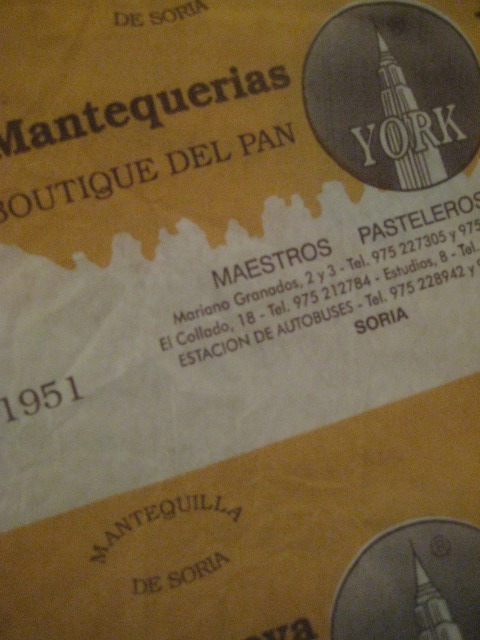 DE SORIA
Mantequerias
BOUTIQUE DEL PAN
YORK
MAESTROS PASTELEROS
Mariano Granados, 2 y 3 - Tel. 975 227305 y 975
El Collado, 18 - Tel. 975 212784 - Estudios, 8 - Tel.
ESTACION DE AUTOBUSES - Tel. 975 228942 y
SORIA
1951
MANTEQUILLA
DE SORIA
®